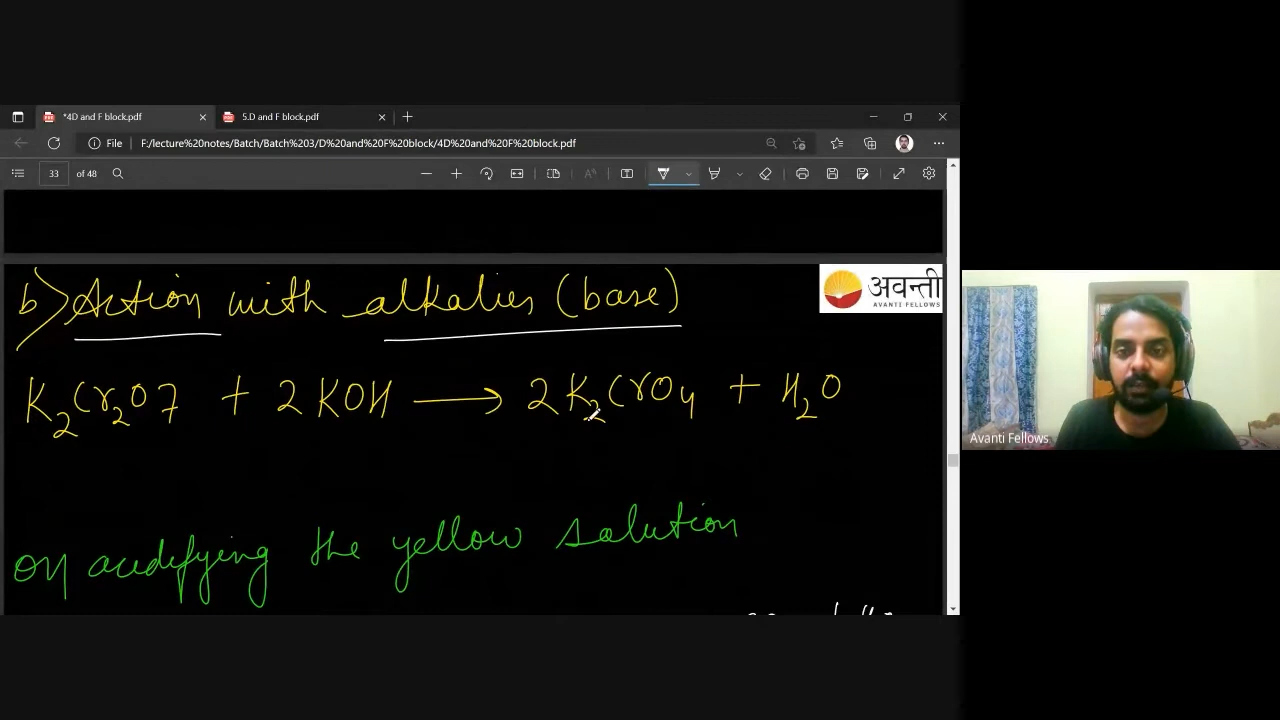 *4D and F block.pdf
5.D and F block.pdf
File
F:/lecture%20notes/Batch/Batch%203/D%20and%20F%20block/4D%20and%20F%20block.pdf
33 of 48
b) Action with alkalies (base)
अवन्ती
AVANTI FELLOWS
K2Cr2O7 + 2KOH ⟶ 2K2CrO4 + H2O
on acidifying the yellow solution
Avanti Fellows